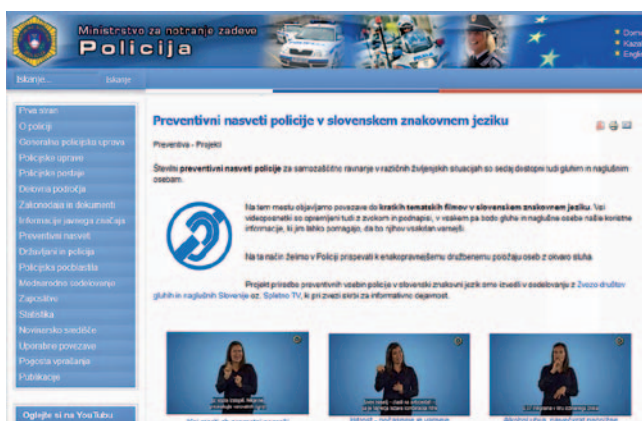 Ministrstvo za notranje zadeve
Policija
Iskanje...
Iskanje
Prva stran
O policiji
Generalna policijska uprava
Policijske uprave
Policijske postaje
Delovna področja
Zakonodaja in dokumenti
Informacije javnega značaja
Preventivni nasveti
Državljani in policija
Policijska pooblastila
Mednarodno sodelovanje
Zaposlitev
Statistika
Novinarsko središče
Uporabne povezave
Pogosta vprašanja
Publikacije
Oglejte si na YouTubu
Preventivni nasveti policije v slovenskem znakovnem jeziku
Preventiva - Projekti
Številni preventivni nasveti policije za samozaščitno ravnanje v različnih življenjskih situacijah so sedaj dostopni tudi gluhim in naglušnim
osebam.
Na tem mestu objavljamo povezave do kratkih tematskih filmov v slovenskem znakovnem jeziku. Vsi
videoposnetki so opremljeni tudi z zvokom in podnapisi, v vsakem pa bodo gluhe in naglušne osebe našle koristne
informacije, ki jim lahko pomagajo, da bo njihov vsakdan varnejši.
Na ta način želimo v Policiji prispevati k enakopravnejšemu družbenemu položaju oseb z okvaro sluha.
Projekt priredbe preventivnih vsebin policije v slovenski znakovni jezik smo izvedli v sodelovanju z Zvezo društev
gluhih in naglušnih Slovenije oz. Spletno TV, ki pri zvezi skrbi za informativno dejavnost.